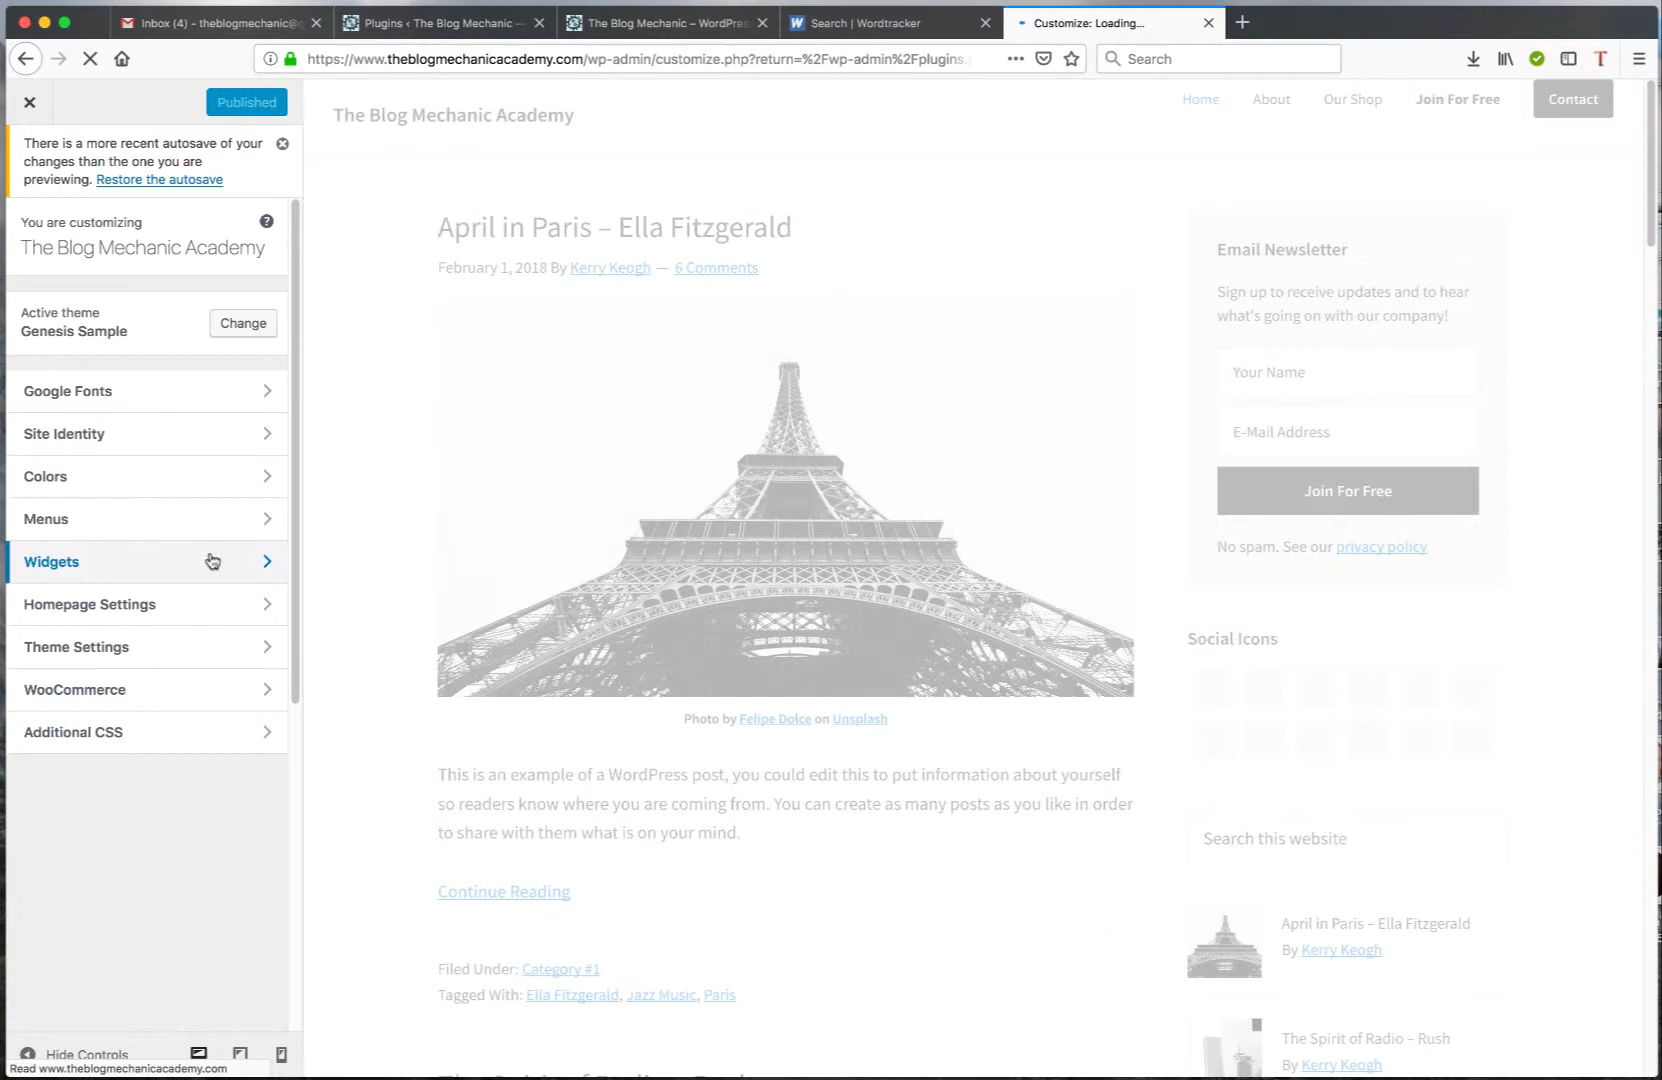 Inbox (4) - theblogmechanic@g
Plugins ‹ The Blog Mechanic —
The Blog Mechanic – WordPres
Search | Wordtracker
Customize: Loading...
https://www.theblogmechanicacademy.com/wp-admin/customize.php?return=%2Fwp-admin%2Fplugins.
Search
Published
There is a more recent autosave of your
changes than the one you are
previewing. Restore the autosave
You are customizing
The Blog Mechanic Academy
Active theme
Genesis Sample
Change
Google Fonts
Site Identity
Colors
Menus
Widgets
Homepage Settings
Theme Settings
WooCommerce
Additional CSS
Hide Controls
Read www.theblogmechanicacademy.com
The Blog Mechanic Academy
Home
About
Our Shop
Join For Free
Contact
April in Paris – Ella Fitzgerald
February 1, 2018 By Kerry Keogh — 6 Comments
Photo by Felipe Dolce on Unsplash
This is an example of a WordPress post, you could edit this to put information about yourself
so readers know where you are coming from. You can create as many posts as you like in order
to share with them what is on your mind.
Continue Reading
Filed Under: Category #1
Tagged With: Ella Fitzgerald, Jazz Music, Paris
Email Newsletter
Sign up to receive updates and to hear
what's going on with our company!
Your Name
E-Mail Address
Join For Free
No spam. See our privacy policy
Social Icons
Search this website
April in Paris – Ella Fitzgerald
By Kerry Keogh
The Spirit of Radio – Rush
By Kerry Keogh